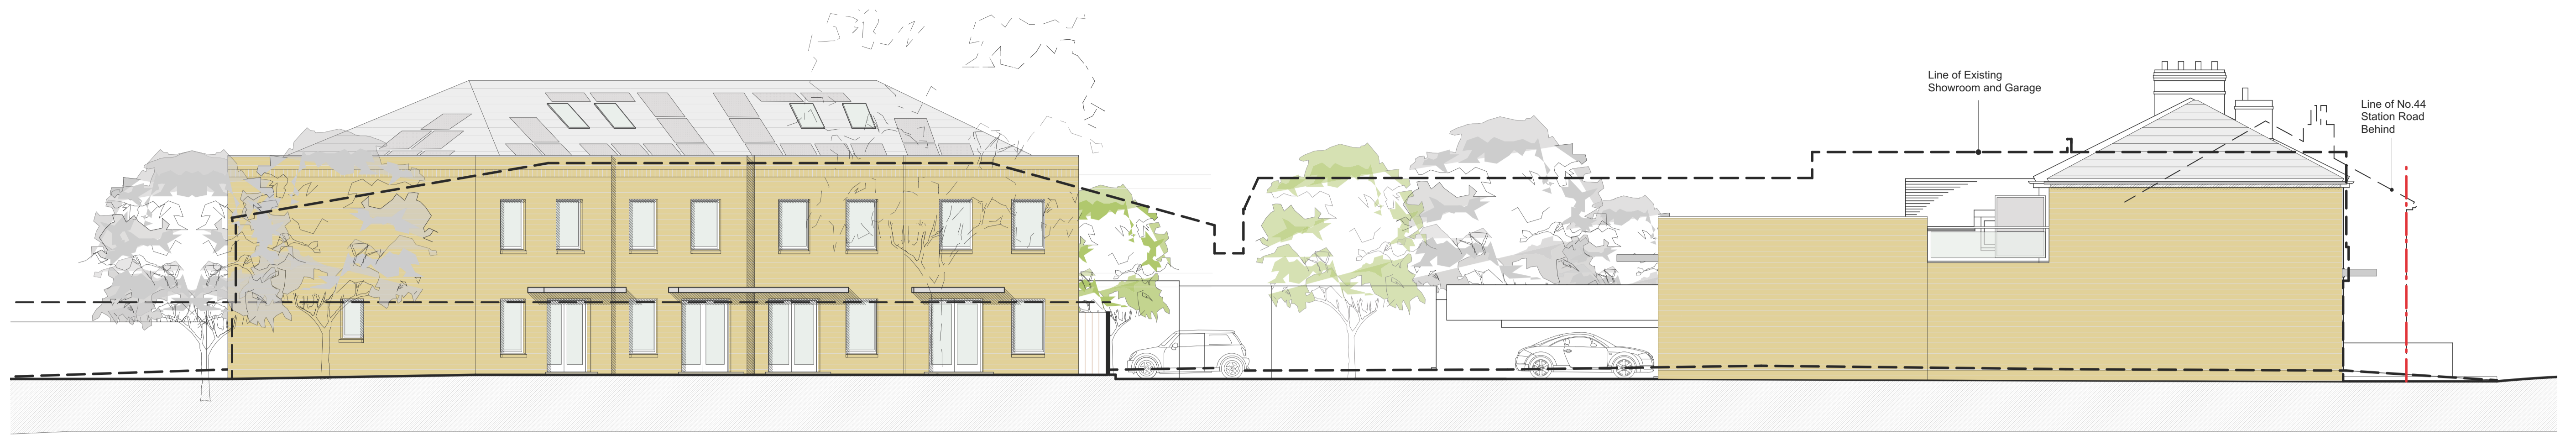 Line of Existing
Showroom and Garage
Line of No.44
Station Road
Behind